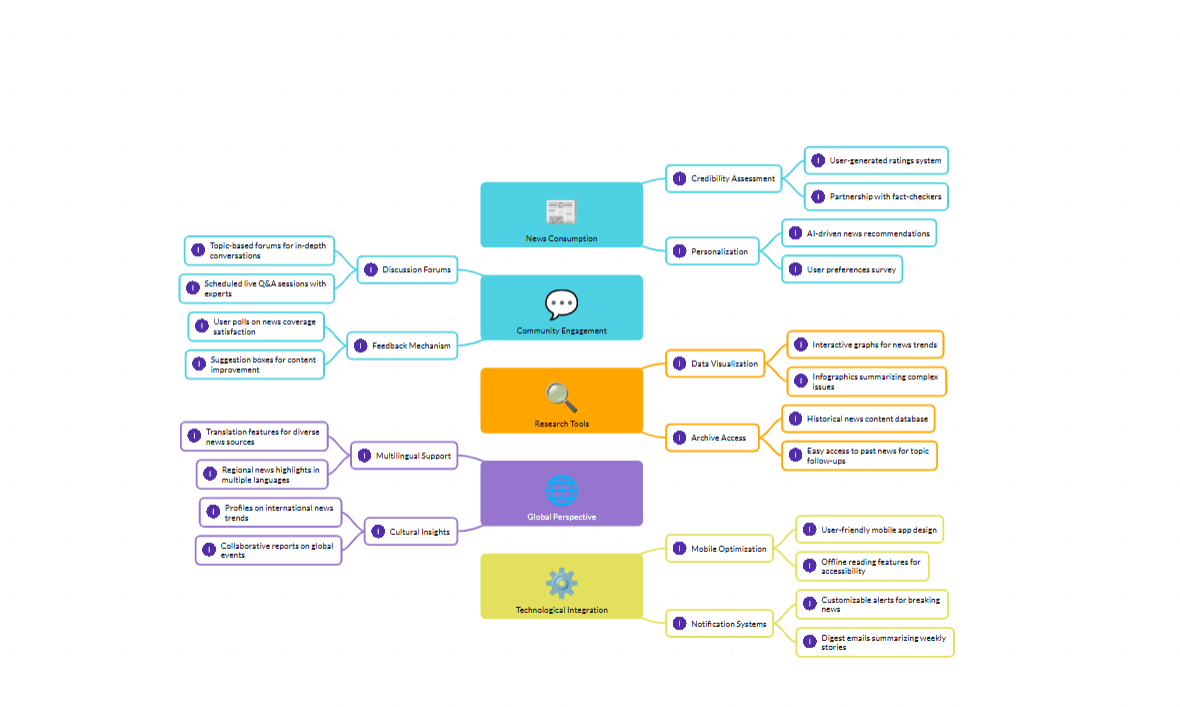 News Consumption
Credibility Assessment
User-generated ratings system
Partnership with fact-checkers
Personalization
AI-driven news recommendations
User preferences survey
Community Engagement
Discussion Forums
Topic-based forums for in-depth
conversations
Scheduled live Q&A sessions with
experts
Feedback Mechanism
User polls on news coverage
satisfaction
Suggestion boxes for content
improvement
Research Tools
Data Visualization
Interactive graphs for news trends
Infographics summarizing complex
issues
Archive Access
Historical news content database
Easy access to past news for topic
follow-ups
Global Perspective
Multilingual Support
Translation features for diverse
news sources
Regional news highlights in
multiple languages
Cultural Insights
Profiles on international news
trends
Collaborative reports on global
events
Technological Integration
Mobile Optimization
User-friendly mobile app design
Offline reading features for
accessibility
Notification Systems
Customizable alerts for breaking
news
Digest emails summarizing weekly
stories